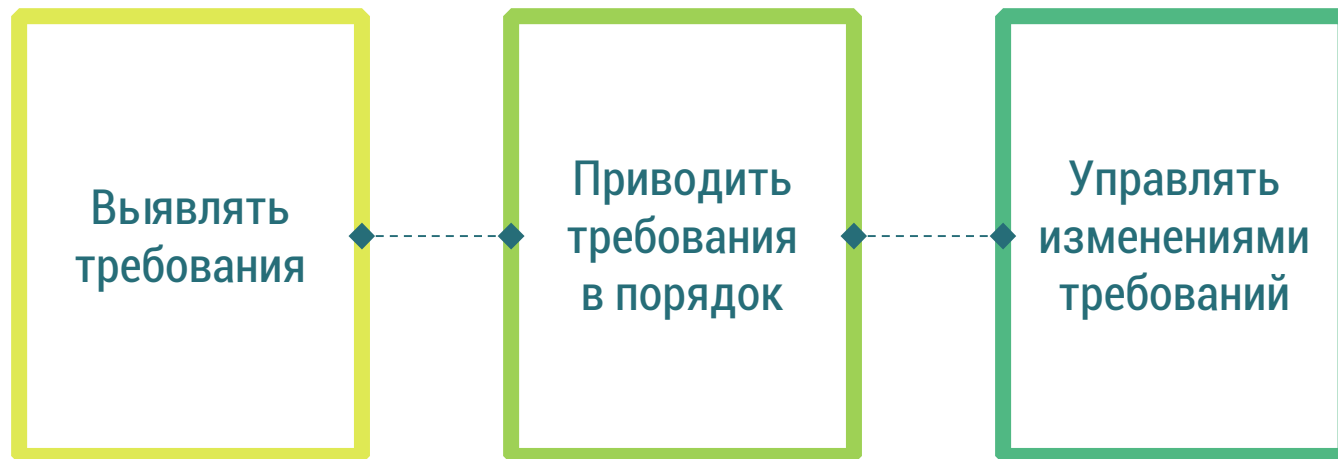 Выявлять
требования
Приводить
требования
в порядок
Управлять
изменениями
требований